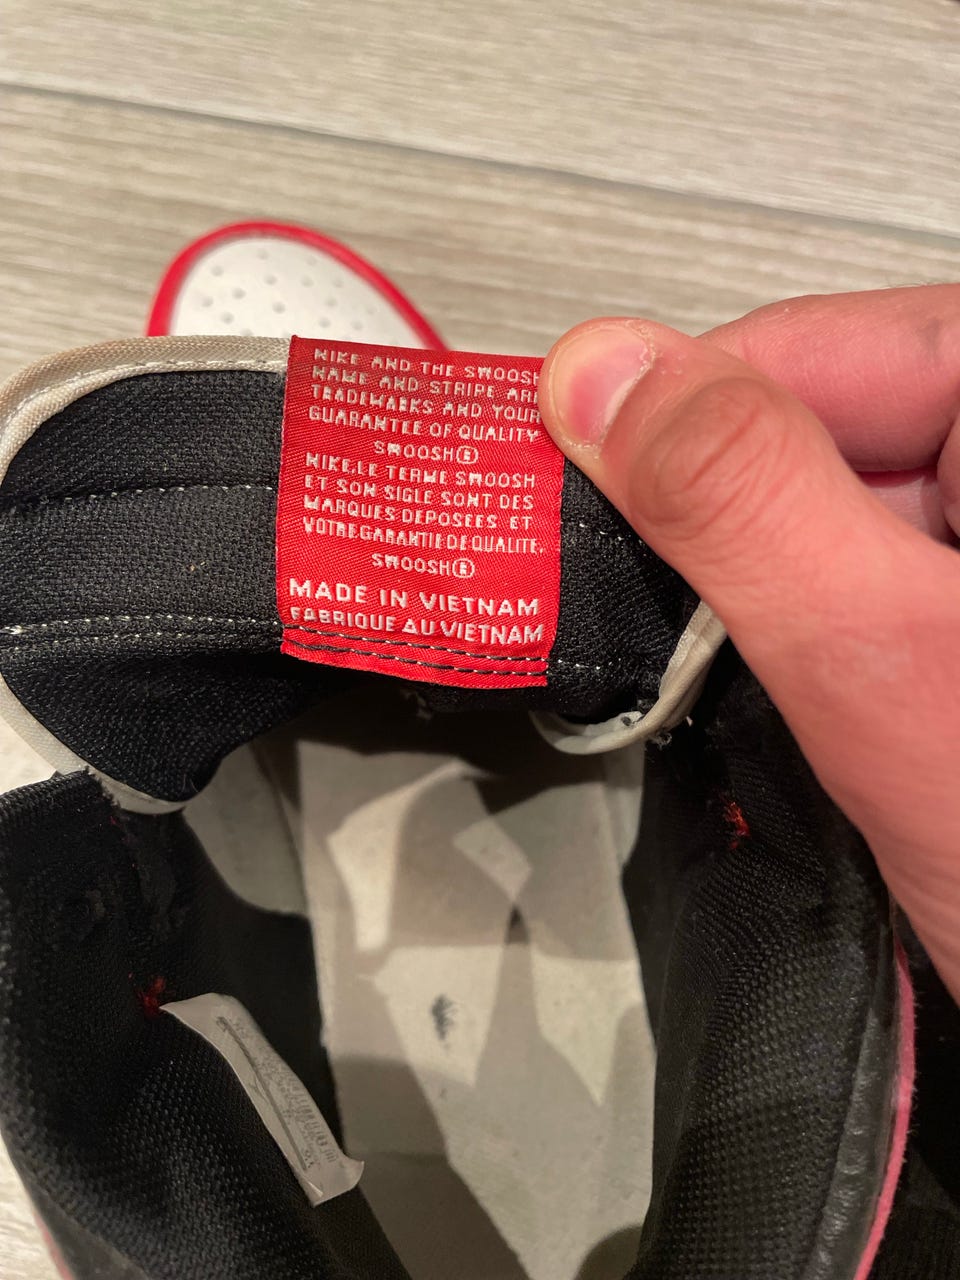 NIKE AND THE SWOOSH
NAME AND STRIPE
TRADEMARKS AND YOUR
GUARANTEE OF QUALITY
SWOOSH®
NIKE,LE TERME SWOOSH
ET SON SIGLE SONT DES
MARQUES DEPOSEES ET
VOTRE GARANTIE DE QUALITE.
SWOOSH®
MADE IN VIETNAM
FABRIQUE AU VIETNAM